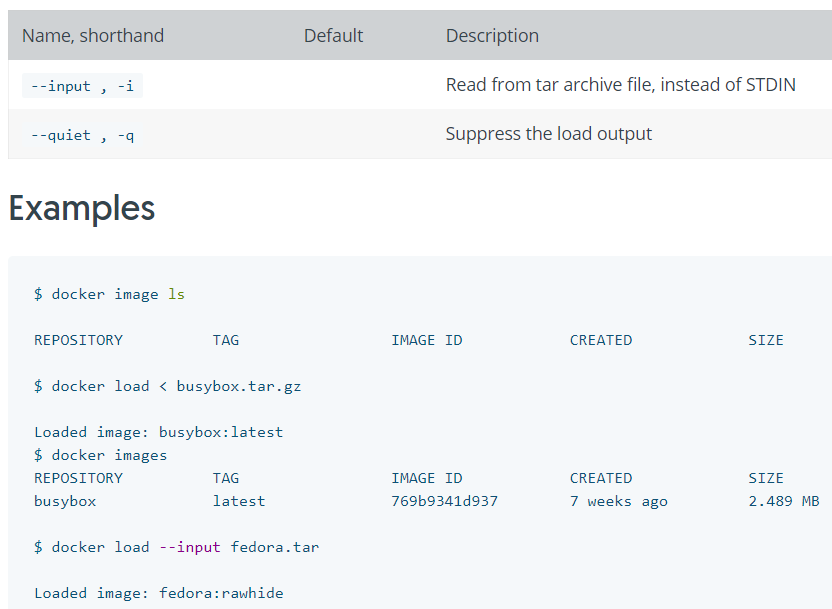 Name, shorthand Default Description
--input , -i Read from tar archive file, instead of STDIN
--quiet , -q Suppress the load output
Examples
$ docker image ls
REPOSITORY TAG IMAGE ID CREATED SIZE
$ docker load < busybox.tar.gz
Loaded image: busybox:latest
$ docker images
REPOSITORY TAG IMAGE ID CREATED SIZE
busybox latest 769b9341d937 7 weeks ago 2.489 MB
$ docker load --input fedora.tar
Loaded image: fedora:rawhide